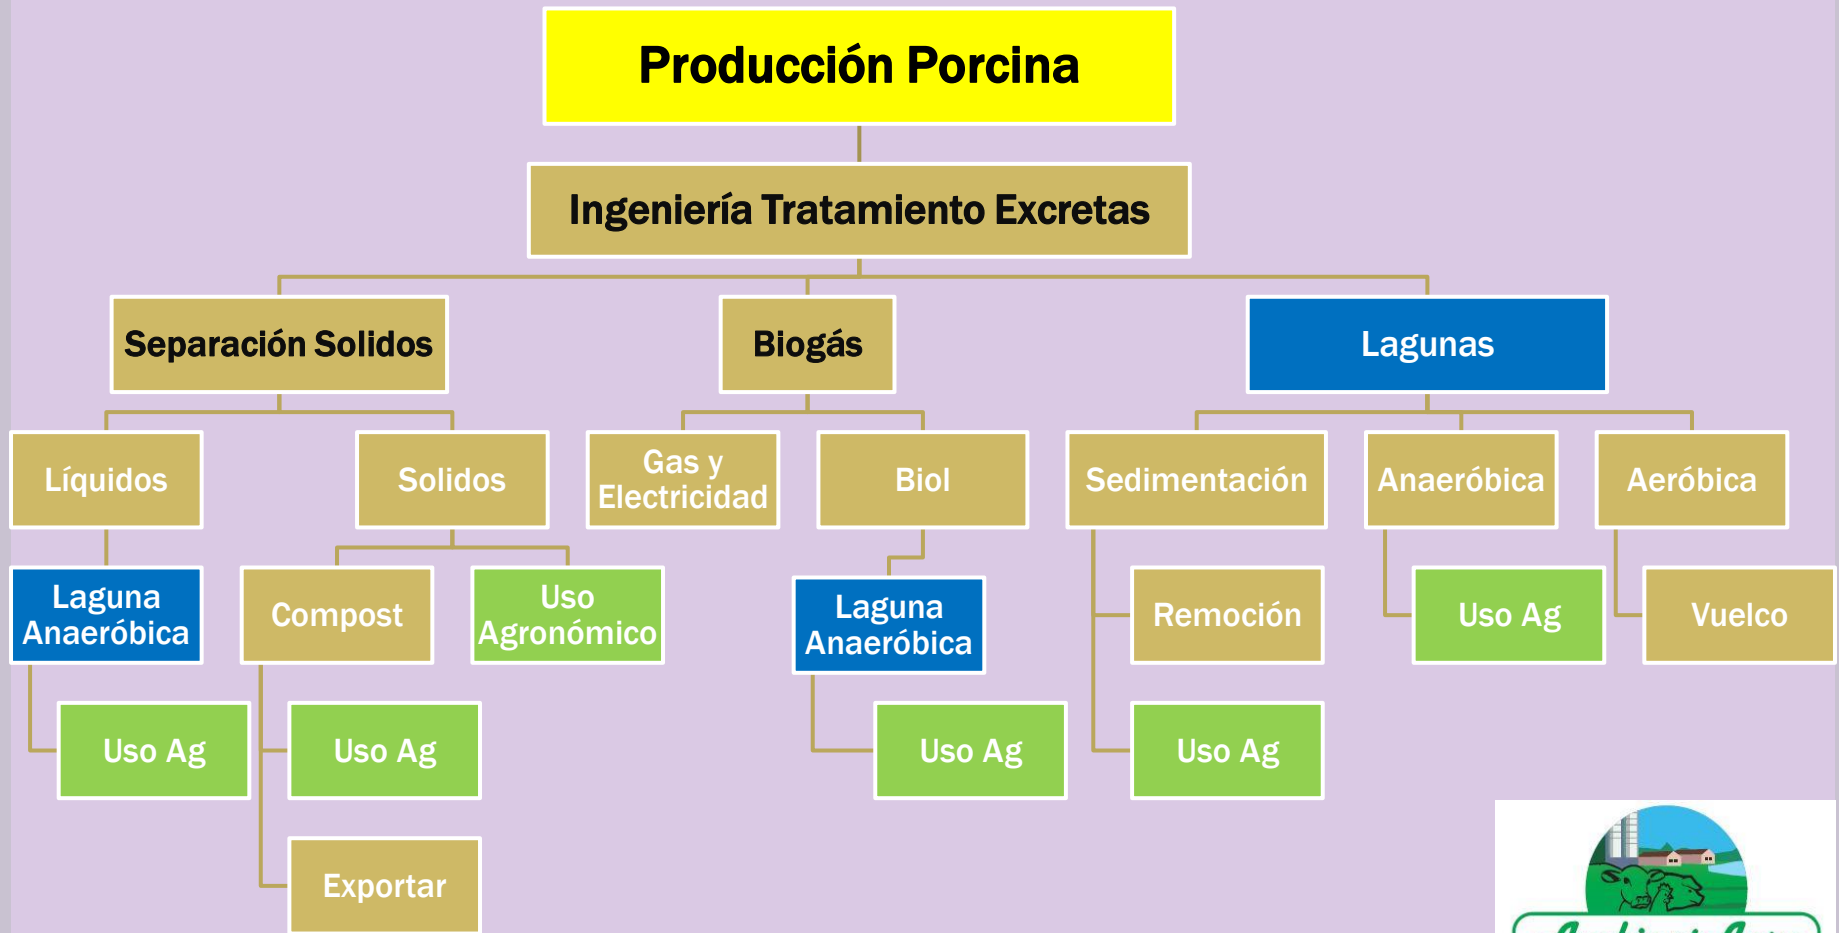 Producción Porcina
Ingeniería Tratamiento Excretas
Separación Solidos
Biogás
Lagunas
Líquidos
Solidos
Gas y
Electricidad
Biol
Sedimentación
Anaeróbica
Aeróbica
Laguna
Anaeróbica
Compost
Uso
Agronómico
Laguna
Anaeróbica
Remoción
Uso Ag
Vuelco
Uso Ag
Uso Ag
Uso Ag
Uso Ag
Exportar